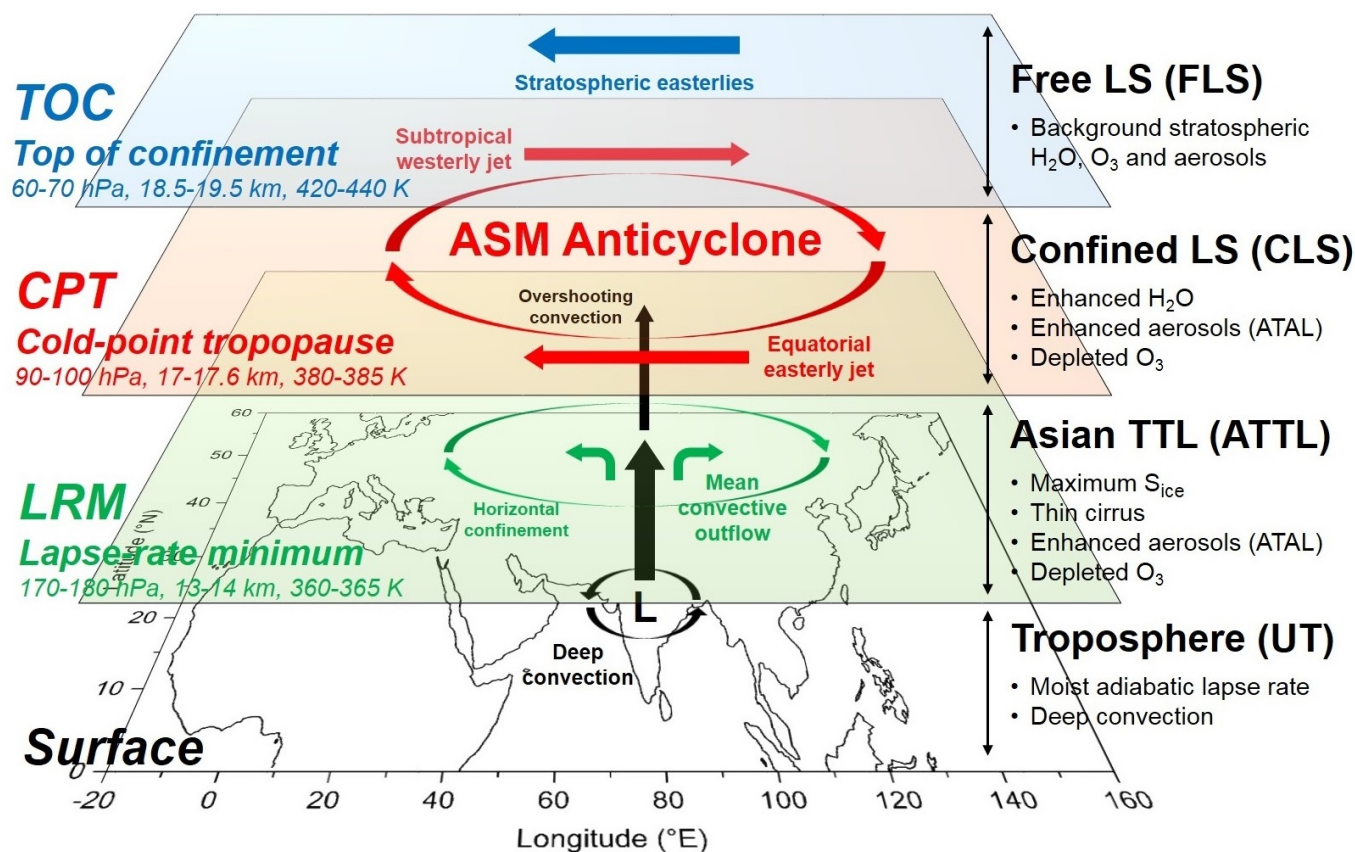 Stratospheric easterlies
TOC
Top of confinement
60-70 hPa, 18.5-19.5 km, 420-440 K
Free LS (FLS)
• Background stratospheric
H₂O, O₃ and aerosols
Subtropical
westerly jet
ASM Anticyclone
CPT
Cold-point tropopause
90-100 hPa, 17-17.6 km, 380-385 K
Overshooting
convection
Equatorial
easterly jet
Confined LS (CLS)
• Enhanced H₂O
• Enhanced aerosols (ATAL)
• Depleted O₃
LRM
Lapse-rate minimum
170-180 hPa, 13-14 km, 360-365 K
Horizontal
confinement
Mean
convective
outflow
Asian TTL (ATTL)
• Maximum Sᵢcₑ
• Thin cirrus
• Enhanced aerosols (ATAL)
• Depleted O₃
L
Deep
convection
Troposphere (UT)
• Moist adiabatic lapse rate
• Deep convection
Surface
60
50
40
30
20
10
0
atitude (°N)
-20 0 20 40 60 80 100 120 140 160
Longitude (°E)